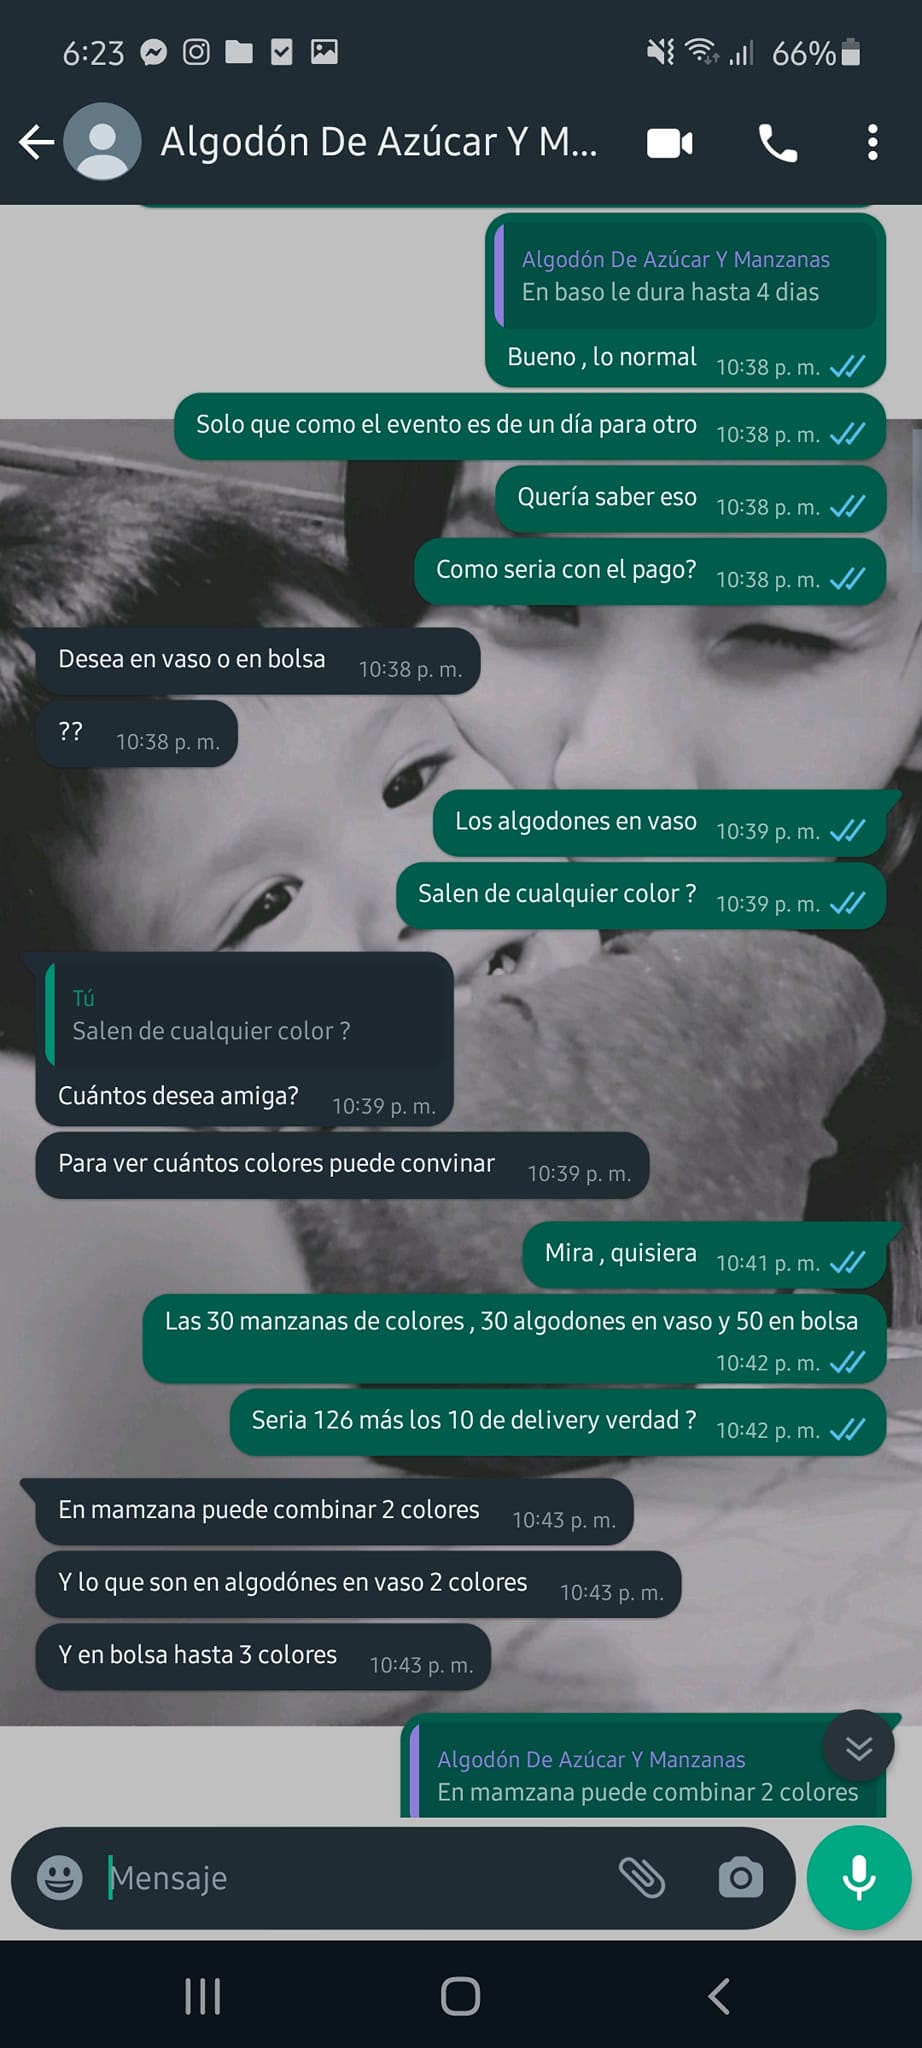 6:23 66%
Algodón De Azúcar Y M...
Algodón De Azúcar Y Manzanas
En baso le dura hasta 4 dias
Bueno , lo normal 10:38 p. m.
Solo que como el evento es de un día para otro 10:38 p. m.
Quería saber eso 10:38 p. m.
Como seria con el pago? 10:38 p. m.
Desea en vaso o en bolsa 10:38 p. m.
?? 10:38 p. m.
Los algodones en vaso 10:39 p. m.
Salen de cualquier color ? 10:39 p. m.
Tú
Salen de cualquier color ?
Cuántos desea amiga? 10:39 p. m.
Para ver cuántos colores puede convinar 10:39 p. m.
Mira , quisiera 10:41 p. m.
Las 30 manzanas de colores , 30 algodones en vaso y 50 en bolsa
10:42 p. m.
Seria 126 más los 10 de delivery verdad ? 10:42 p. m.
En mamzana puede combinar 2 colores 10:43 p. m.
Y lo que son en algodónes en vaso 2 colores 10:43 p. m.
Y en bolsa hasta 3 colores 10:43 p. m.
Algodón De Azúcar Y Manzanas
En mamzana puede combinar 2 colores
Mensaje